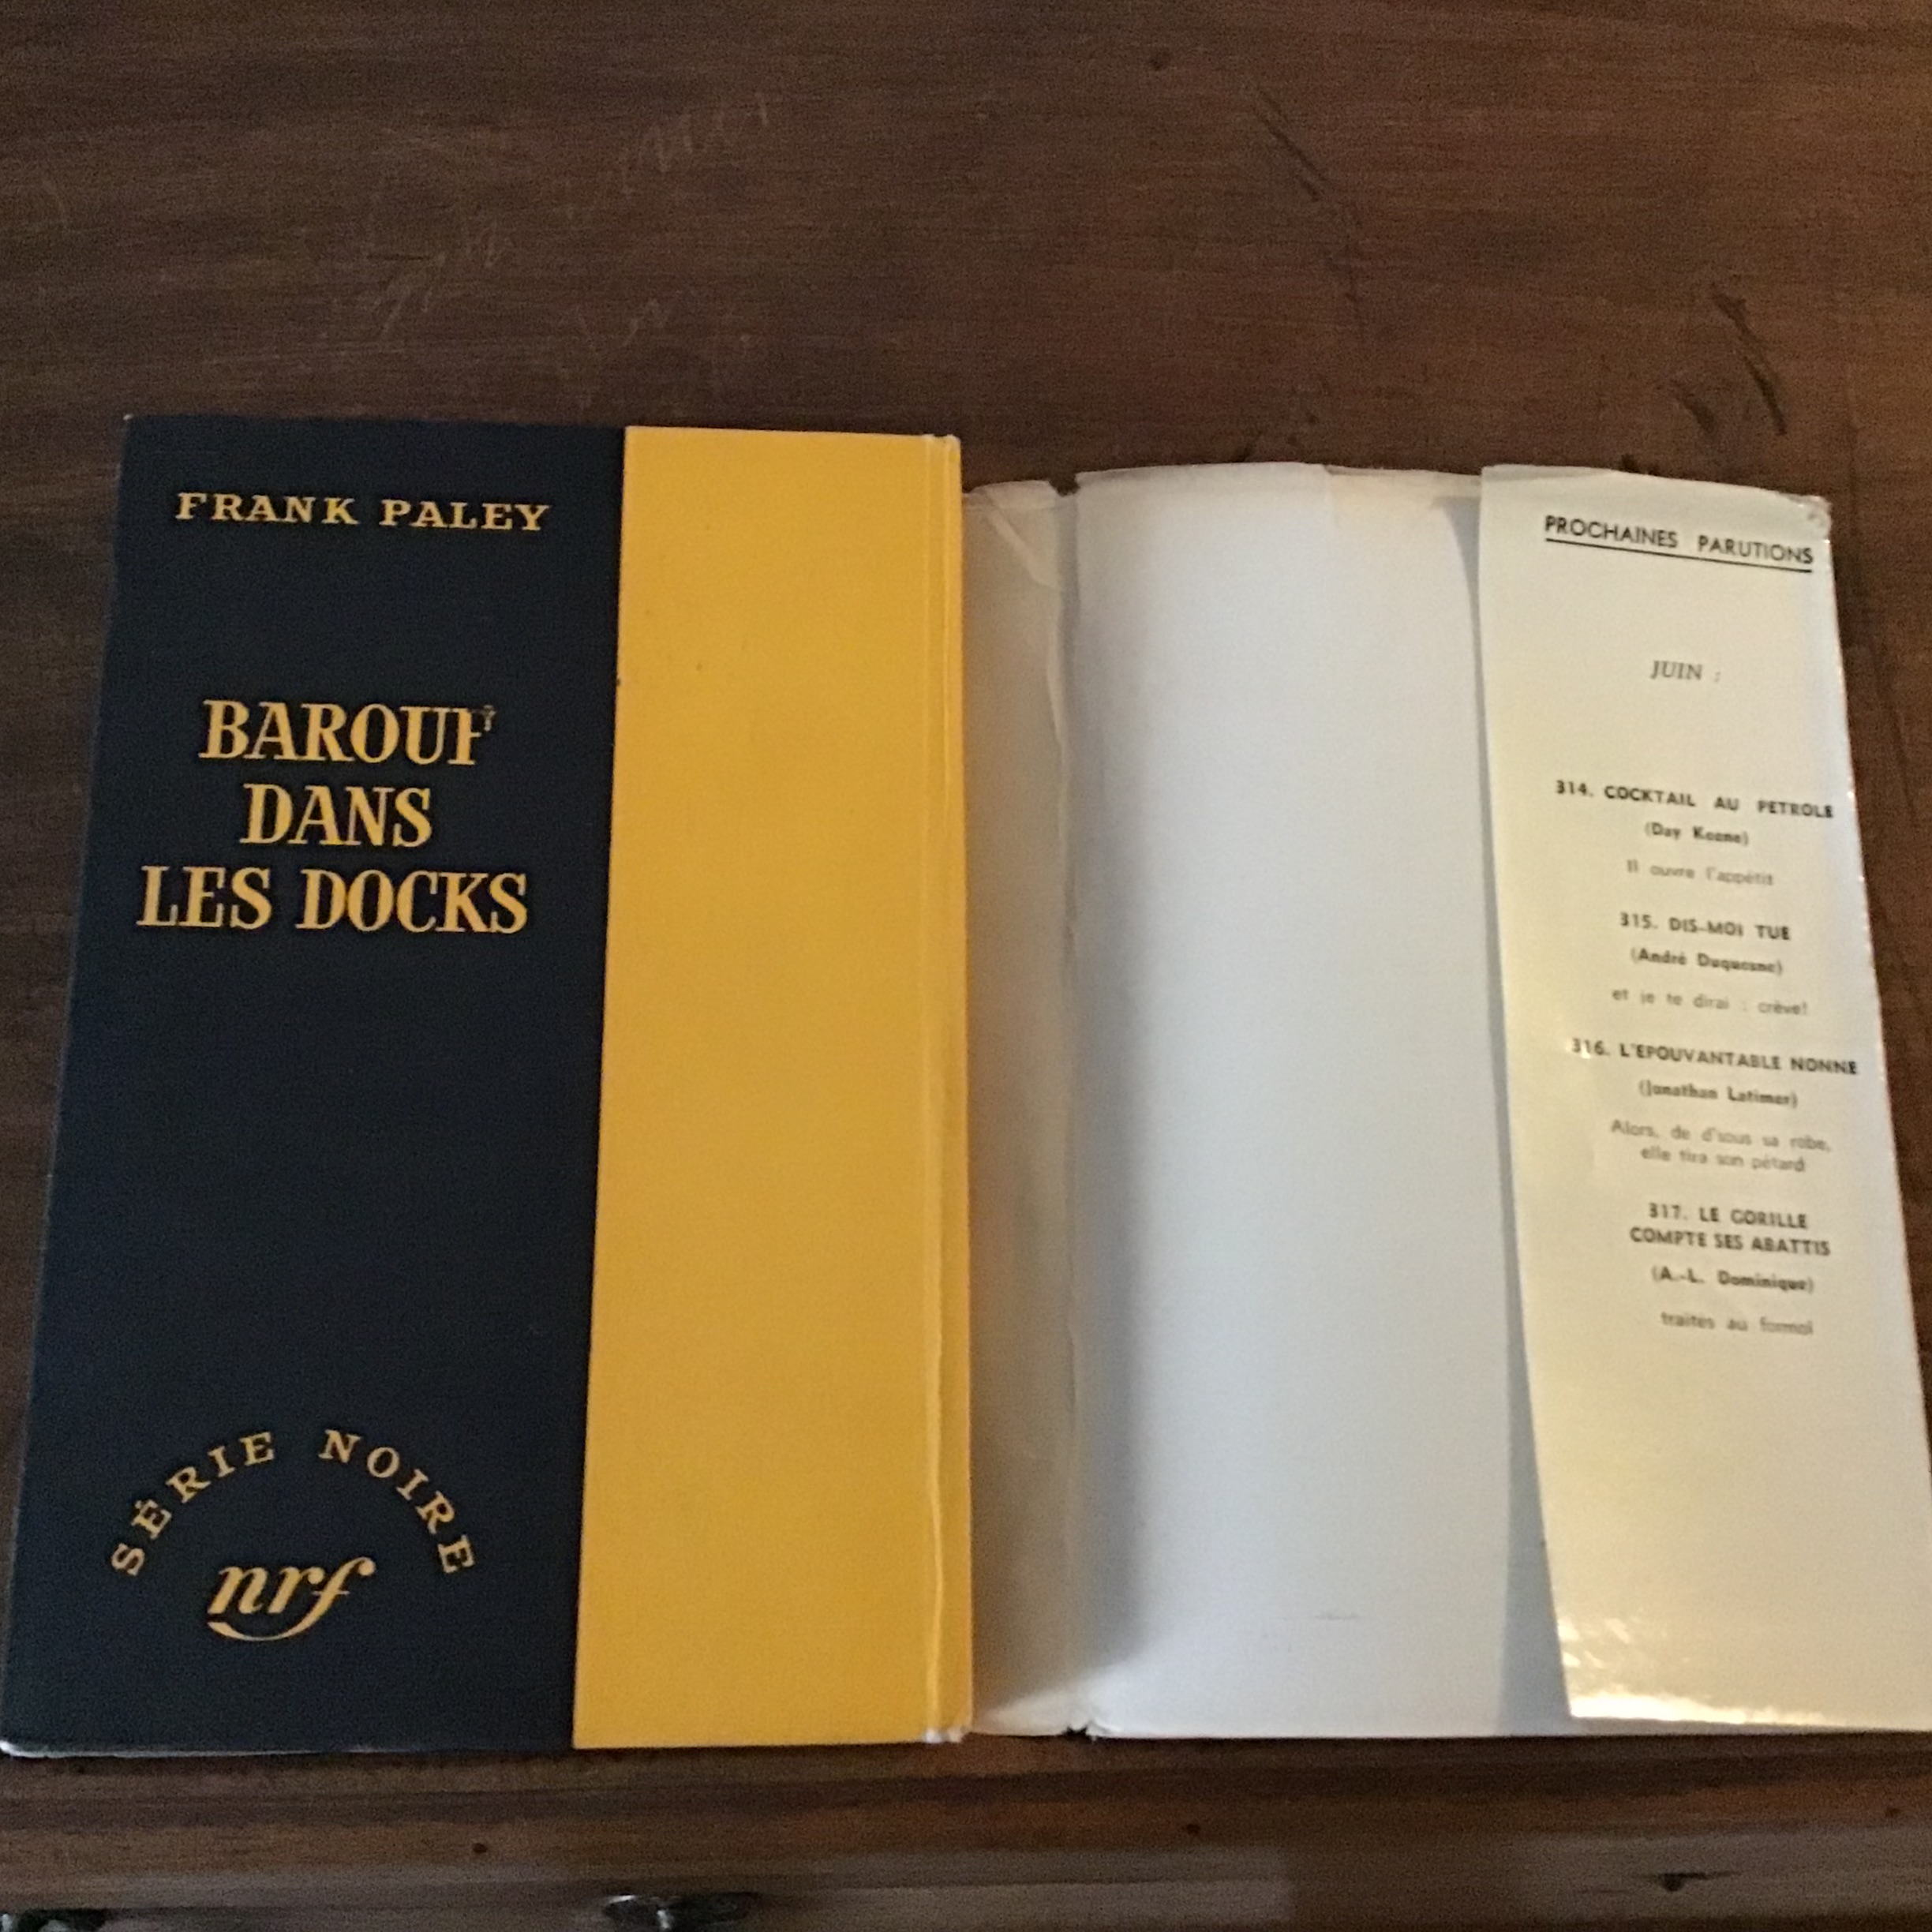 FRANK PALEY
BAROUF
DANS
LES DOCKS
SÉRIE NOIRE
nrf
PROCHAINES PARUTIONS
JUIN :
314. COCKTAIL AU PETROLE
(Day Keene)
Il ouvre l'appétit
315. DIS-MOI TUE
(André Duquesne)
et je te dirai : crève!
316. L'EPOUVANTABLE NONNE
(Jonathan Latimer)
Alors, de d'sous sa robe,
elle tira son pétard
317. LE GORILLE
COMPTE SES ABATTIS
(A.-L. Dominique)
traités au formol